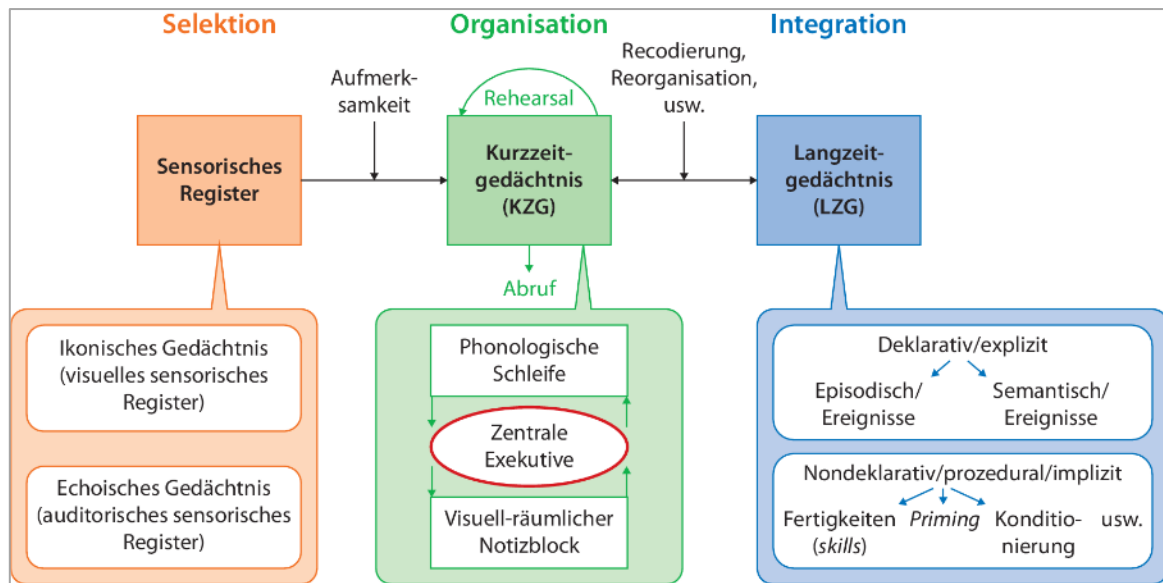 Selektion
Organisation
Integration
Aufmerk-
samkeit
Rehearsal
Recodierung,
Reorganisation,
usw.
Sensorisches
Register
Kurzzeit-
gedächtnis
(KZG)
Langzeit-
gedächtnis
(LZG)
Abruf
Ikonisches Gedächtnis
(visuelles sensorisches
Register)
Echoisches Gedächtnis
(auditorisches sensorisches
Register)
Phonologische
Schleife
Zentrale
Exekutive
Visuell-räumlicher
Notizblock
Deklarativ/explizit
Episodisch/
Ereignisse
Semantisch/
Ereignisse
Nondeklarativ/prozedural/implizit
Fertigkeiten
(skills)
Priming
Konditio-
nierung
usw.